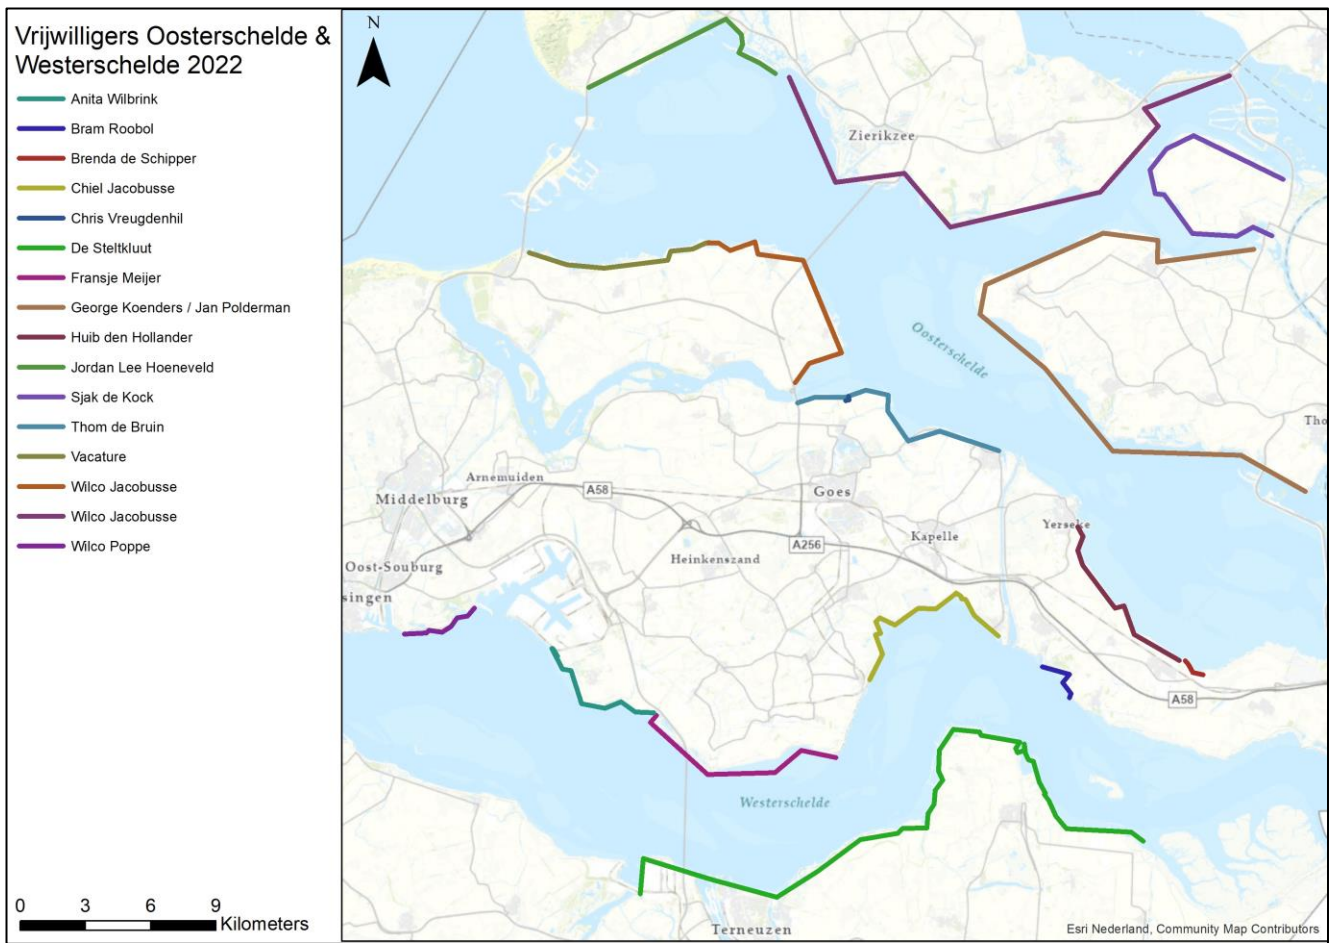 Vrijwilligers Oosterschelde &
Westerschelde 2022
Anita Wilbrink
Bram Roobol
Brenda de Schipper
Chiel Jacobusse
Chris Vreugdenhil
De Steltkluut
Fransje Meijer
George Koenders / Jan Polderman
Huib den Hollander
Jordan Lee Hoeneveld
Sjak de Kock
Thom de Bruin
Vacature
Wilco Jacobusse
Wilco Jacobusse
Wilco Poppe
0 3 6 9
Kilometers
N
Zierikzee
Oosterschelde
Tho
Arnemuiden
Middelburg
A58
Goes
Yerseke
Kapelle
A256
Heinkenszand
Oost-Souburg
singen
A58
Westerschelde
Terneuzen
Esri Nederland, Community Map Contributors